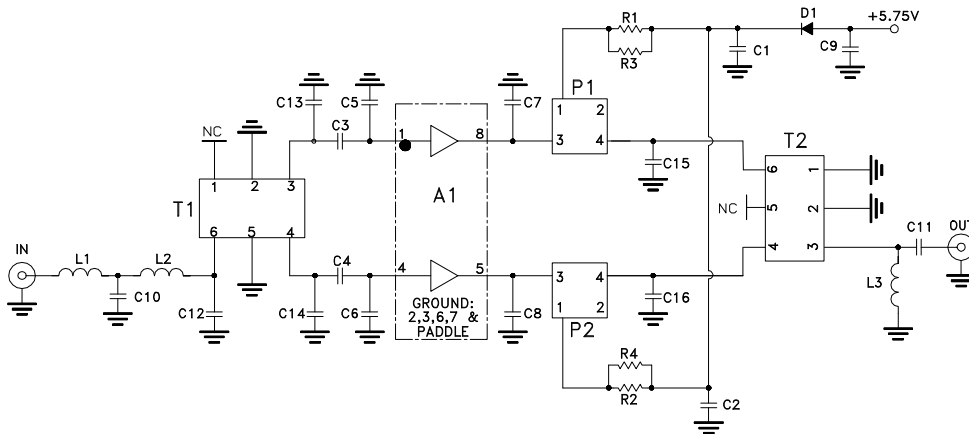 R1
R3
C1
D1
C9
+5.75V
C13
C5
C3
C7
P1
1 2
3 4
C15
NC
1 8
A1
1 2 3
T1
6 5 4
T2
6 1
NC
5 2
4 3
IN
L1
L2
C10
C12
C14
C4
C6
4 5
GROUND:
2,3,6,7 &
PADDLE
C8
3 4
1 2
P2
C16
C11
OUT
L3
R4
R2
C2